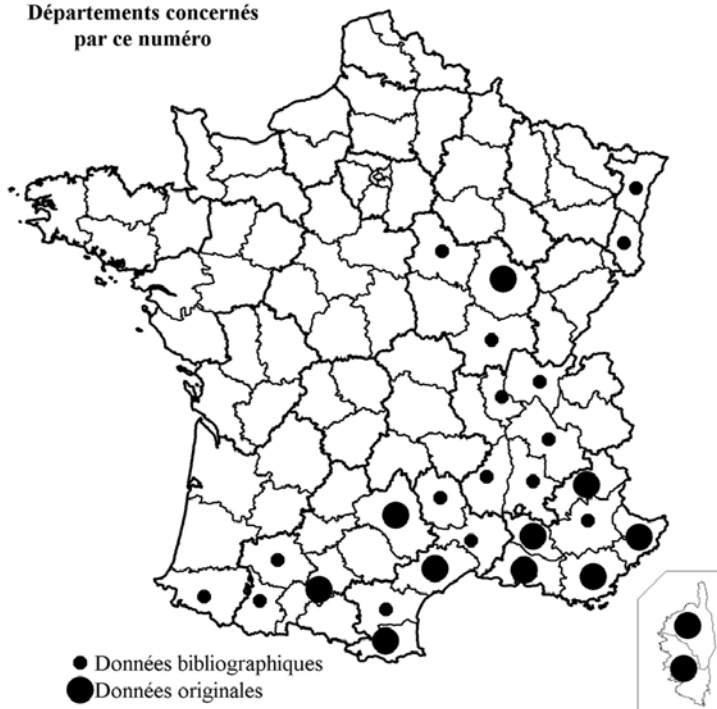 Départements concernés
par ce numéro
Données bibliographiques
Données originales